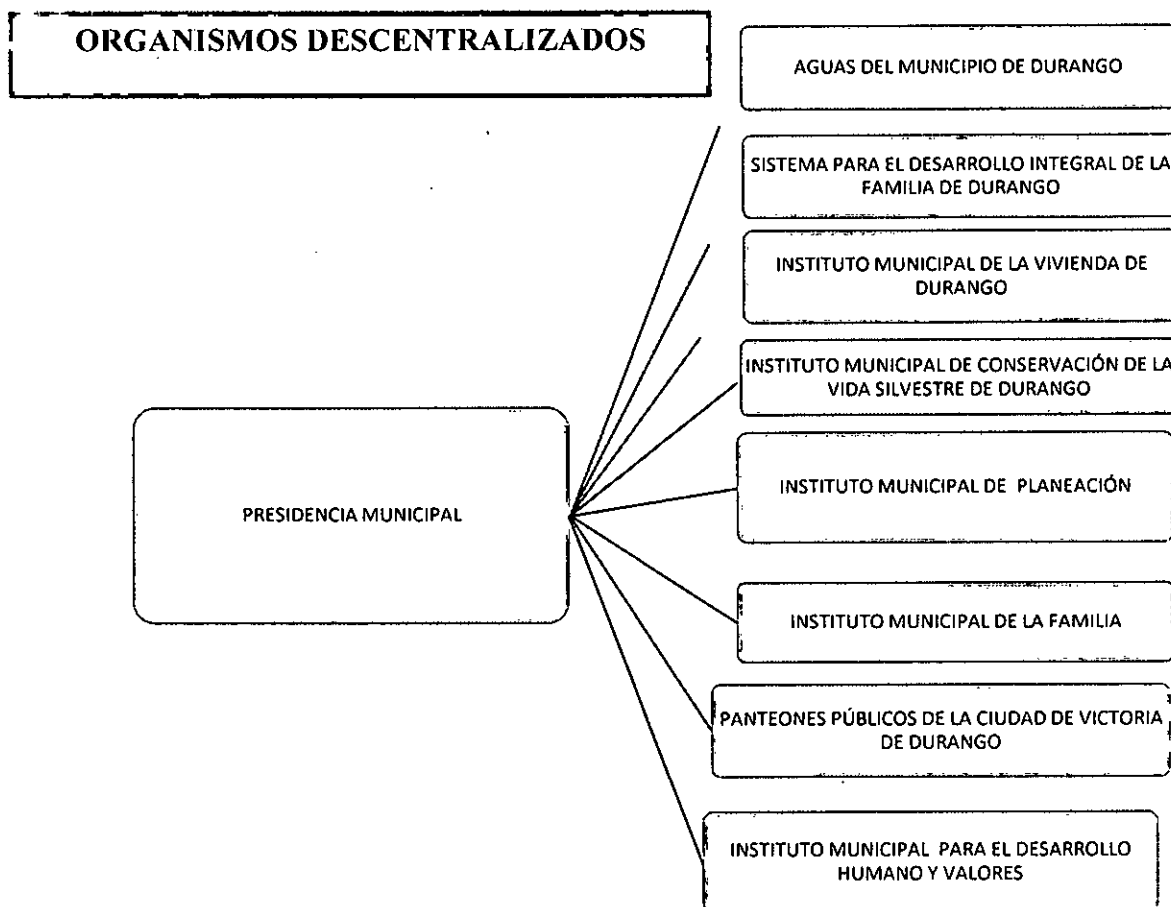 ORGANISMOS DESCENTRALIZADOS
AGUAS DEL MUNICIPIO DE DURANGO
SISTEMA PARA EL DESARROLLO INTEGRAL DE LA
FAMILIA DE DURANGO
INSTITUTO MUNICIPAL DE LA VIVIENDA DE
DURANGO
INSTITUTO MUNICIPAL DE CONSERVACIÓN DE LA
VIDA SILVESTRE DE DURANGO
PRESIDENCIA MUNICIPAL
INSTITUTO MUNICIPAL DE PLANEACIÓN
INSTITUTO MUNICIPAL DE LA FAMILIA
PANTEONES PÚBLICOS DE LA CIUDAD DE VICTORIA
DE DURANGO
INSTITUTO MUNICIPAL PARA EL DESARROLLO
HUMANO Y VALORES